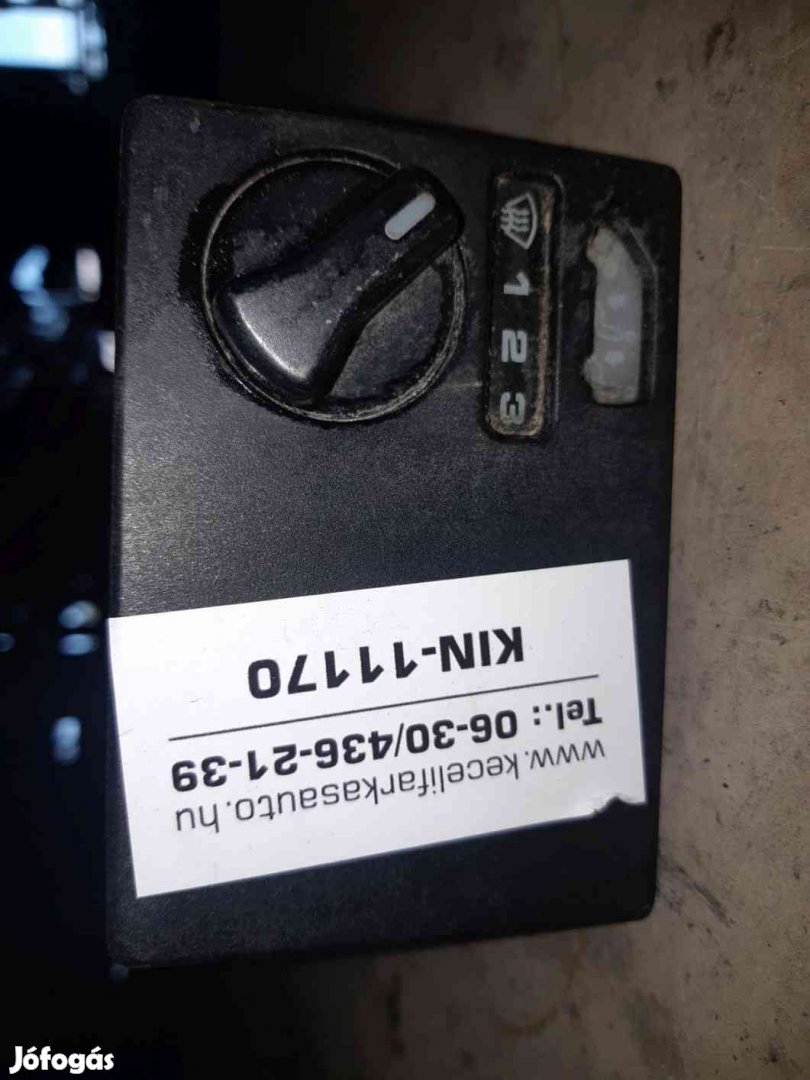 1
2
3
www.kecelifarkasauto.hu
Tel.: 06-30/436-21-39
KIN-11170
Jófogás